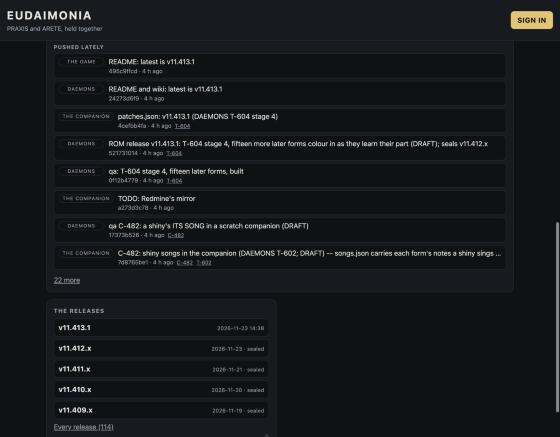 EUDAIMONIA
PRAXIS and ARETE, held together
SIGN IN
PUSHED LATELY
THE GAME README: latest is v11.413.1
495c9ffcd · 4 h ago
DAEMONS README and wiki: latest is v11.413.1
24273d6f9 · 4 h ago
THE COMPANION patches.json: v11.413.1 (DAEMONS T-604 stage 4)
4cefbb4fa · 4 h ago T-604
DAEMONS ROM release v11.413.1: T-604 stage 4, fifteen more later forms colour in as they learn their part (DRAFT); seals v11.412.x
521731014 · 4 h ago T-604
DAEMONS qa: T-604 stage 4, fifteen later forms, built
0f12b4779 · 4 h ago T-604
THE COMPANION TODO: Redmine's mirror
a273d3c78 · 4 h ago
DAEMONS qa C-482: a shiny's ITS SONG in a scratch companion (DRAFT)
17373b526 · 4 h ago C-482
THE COMPANION C-482: shiny songs in the companion (DAEMONS T-602; DRAFT) -- songs.json carries each form's notes a shiny sings ...
7d8765be1 · 4 h ago C-482 T-602
22 more
THE RELEASES
v11.413.1 2026-11-23 14:38
v11.412.x 2026-11-23 · sealed
v11.411.x 2026-11-21 · sealed
v11.410.x 2026-11-20 · sealed
v11.409.x 2026-11-19 · sealed
Every release (114)